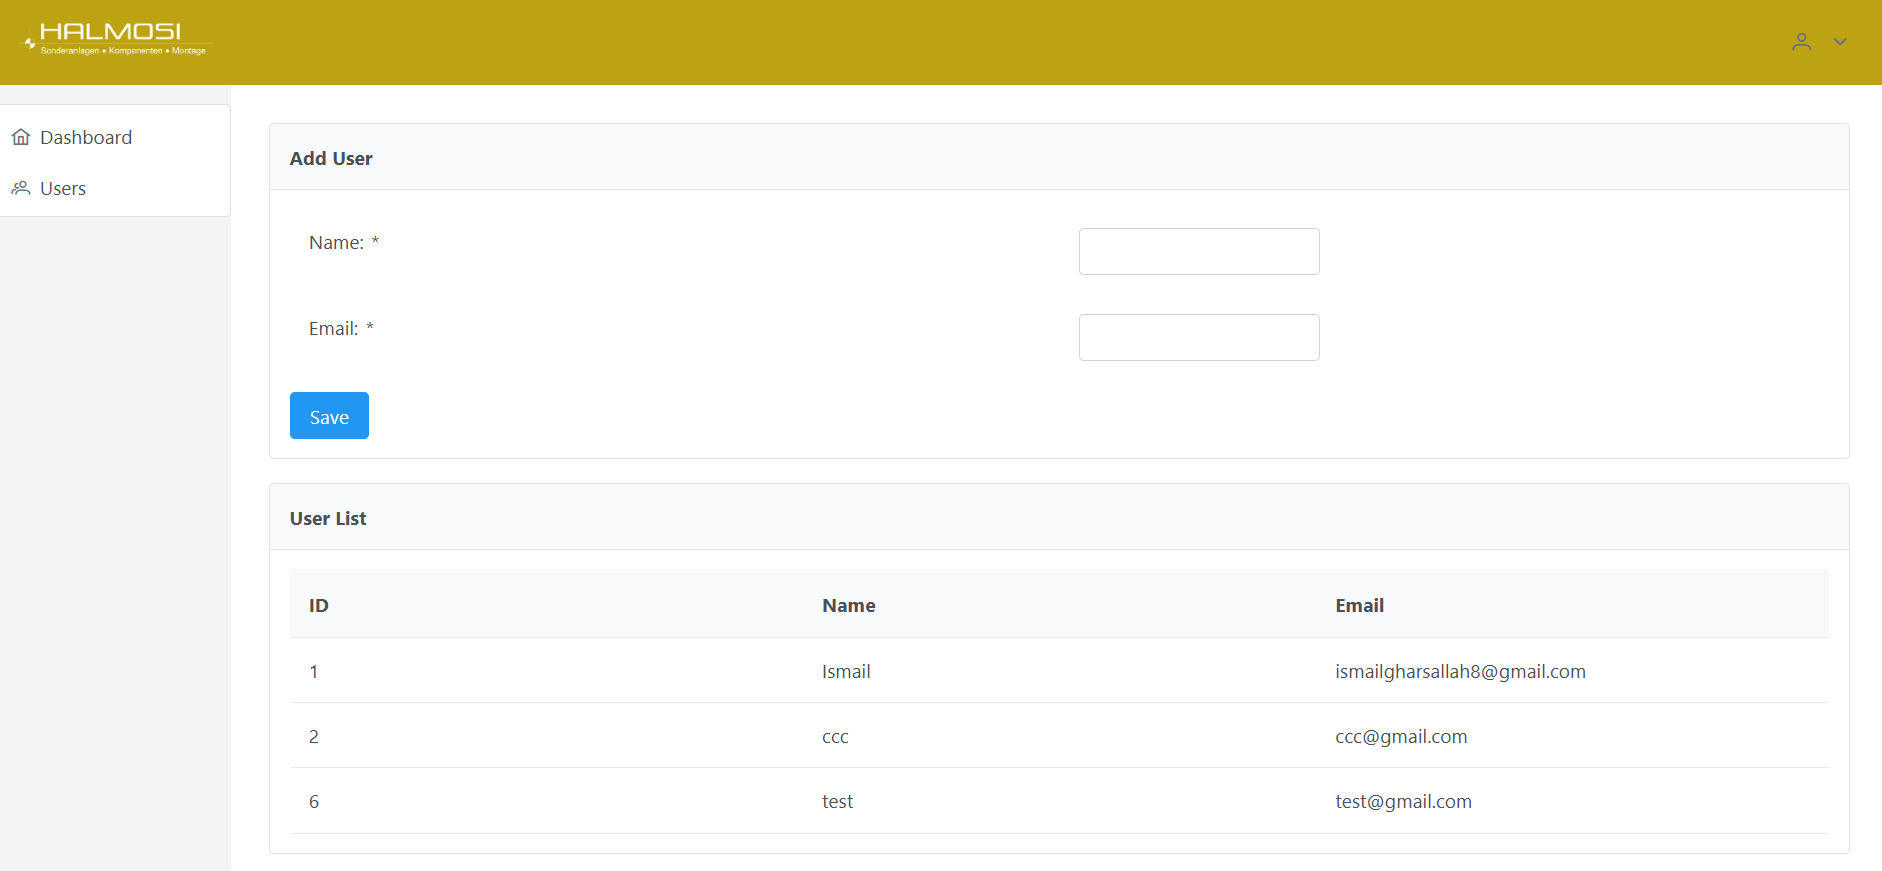 HALMOSI
Sonderanlagen • Komponenten • Montage
Dashboard
Users
Add User
Name: *
Email: *
Save
User List
ID Name Email
1 Ismail ismailgharsallah8@gmail.com
2 ccc ccc@gmail.com
6 test test@gmail.com